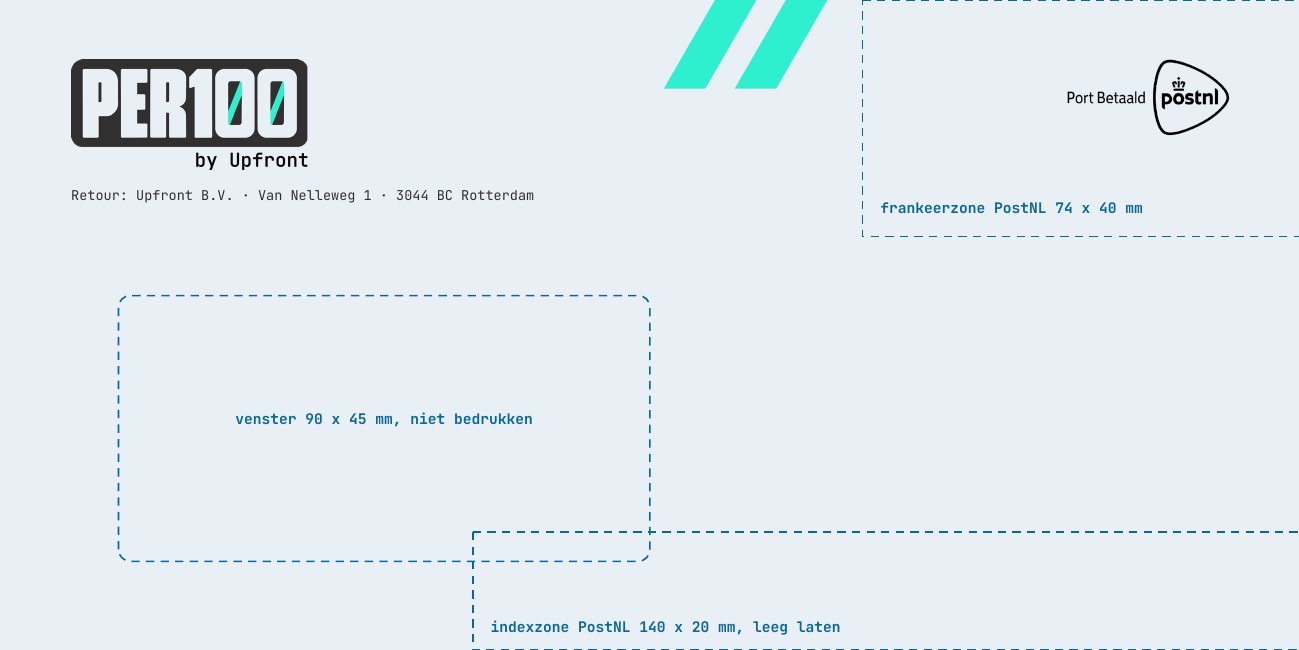 PER100
by Upfront
Retour: Upfront B.V. · Van Nelleweg 1 · 3044 BC Rotterdam
Port Betaald
postnl
frankeerzone PostNL 74 x 40 mm
venster 90 x 45 mm, niet bedrukken
indexzone PostNL 140 x 20 mm, leeg laten